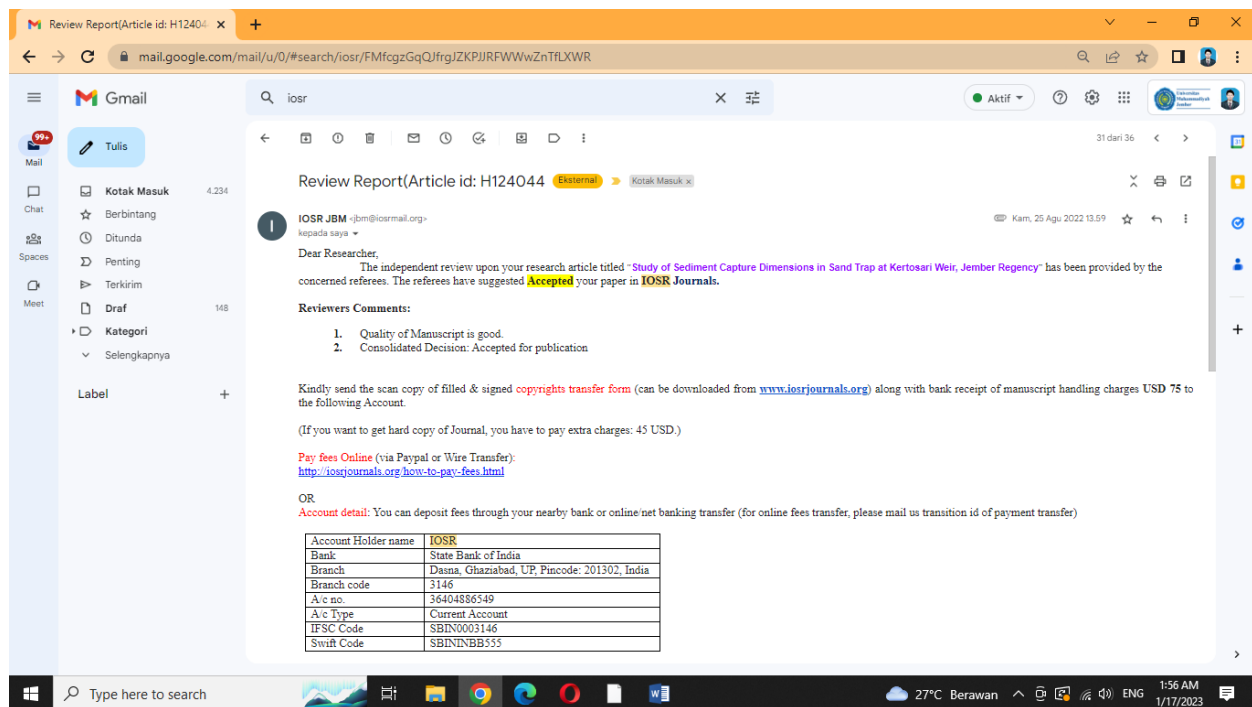 Review Report(Article id: H12404
mail.google.com/mail/u/0/#search/iosr/FMfcgzGqQJfrgJZKPJJRFWWwZnTfLXWR
Gmail
iosr
Aktif
Universitas Muhammadiyah Jember
99+
Mail
Chat
Spaces
Meet
Tulis
Kotak Masuk 4.234
Berbintang
Ditunda
Penting
Terkirim
Draf 148
Kategori
Selengkapnya
Label
31 dari 36
Review Report(Article id: H124044 Eksternal Kotak Masuk x
I
IOSR JBM <jbm@iosrmail.org> Kam, 25 Agu 2022 13.59
kepada saya
Dear Researcher,
The independent review upon your research article titled "Study of Sediment Capture Dimensions in Sand Trap at Kertosari Weir, Jember Regency" has been provided by the
concerned referees. The referees have suggested Accepted your paper in IOSR Journals.
Reviewers Comments:
1. Quality of Manuscript is good.
2. Consolidated Decision: Accepted for publication
Kindly send the scan copy of filled & signed copyrights transfer form (can be downloaded from www.iosrjournals.org) along with bank receipt of manuscript handling charges USD 75 to
the following Account.
(If you want to get hard copy of Journal, you have to pay extra charges: 45 USD.)
Pay fees Online (via Paypal or Wire Transfer):
http://iosrjournals.org/how-to-pay-fees.html
OR
Account detail: You can deposit fees through your nearby bank or online/net banking transfer (for online fees transfer, please mail us transition id of payment transfer)
Account Holder name IOSR
Bank State Bank of India
Branch Dasna, Ghaziabad, UP, Pincode: 201302, India
Branch code 3146
A/c no. 36404886549
A/c Type Current Account
IFSC Code SBIN0003146
Swift Code SBININBB555
Type here to search
27°C Berawan
ENG
1:56 AM
1/17/2023